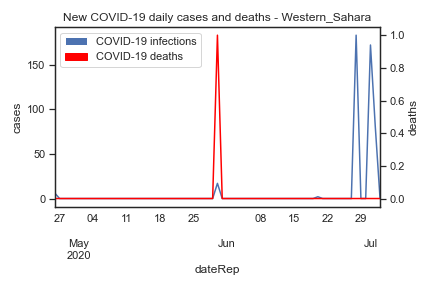 New COVID-19 daily cases and deaths - Western_Sahara
COVID-19 infections
COVID-19 deaths
cases
150
100
50
0
deaths
1.0
0.8
0.6
0.4
0.2
0.0
27 04 11 18 25 08 15 22 29
May Jun Jul
2020
dateRep